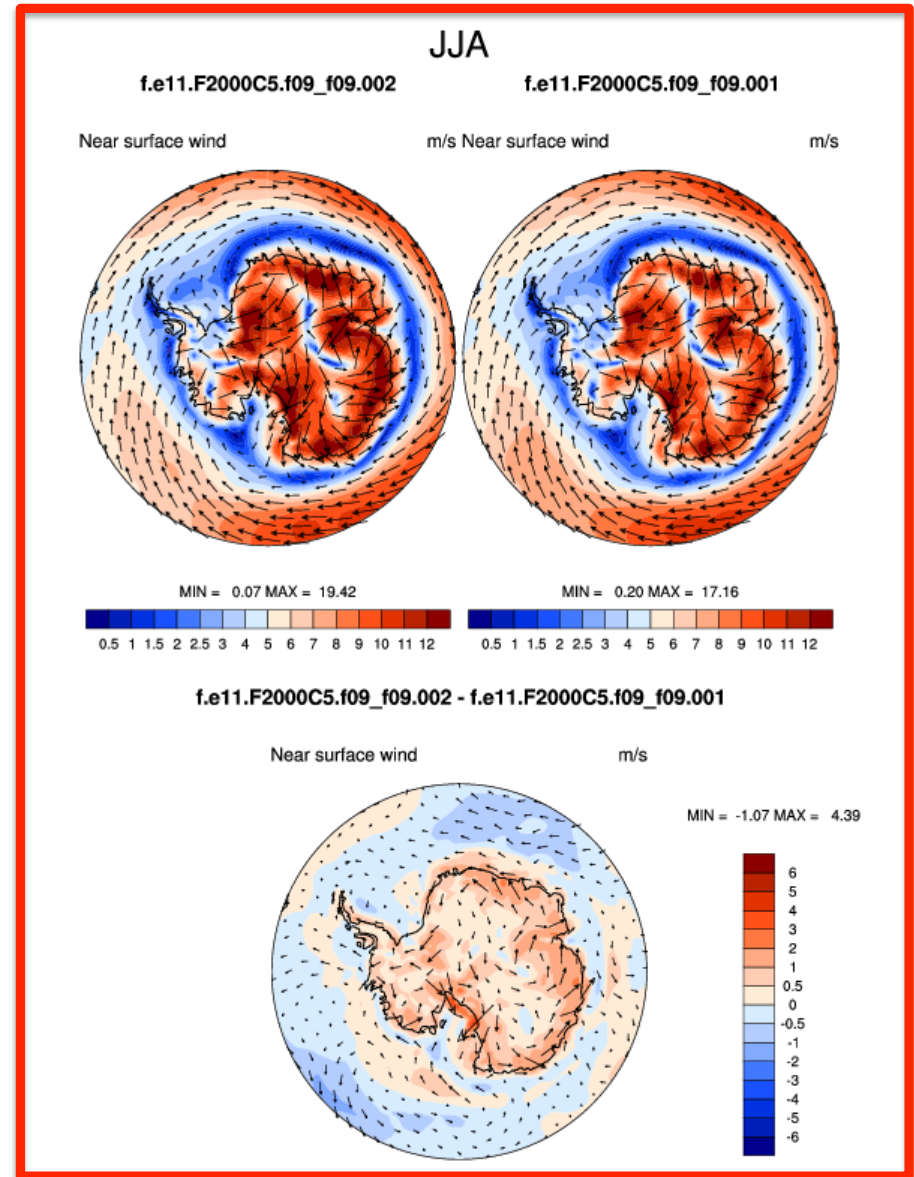 JJA
f.e11.F2000C5.f09_f09.002 f.e11.F2000C5.f09_f09.001
Near surface wind m/s Near surface wind m/s
MIN = 0.07 MAX = 19.42 MIN = 0.20 MAX = 17.16
0.5 1 1.5 2 2.5 3 4 5 6 7 8 9 10 11 12 0.5 1 1.5 2 2.5 3 4 5 6 7 8 9 10 11 12
f.e11.F2000C5.f09_f09.002 - f.e11.F2000C5.f09_f09.001
Near surface wind m/s
MIN = -1.07 MAX = 4.39
6
5
4
3
2
1
0.5
0
-0.5
-1
-2
-3
-4
-5
-6